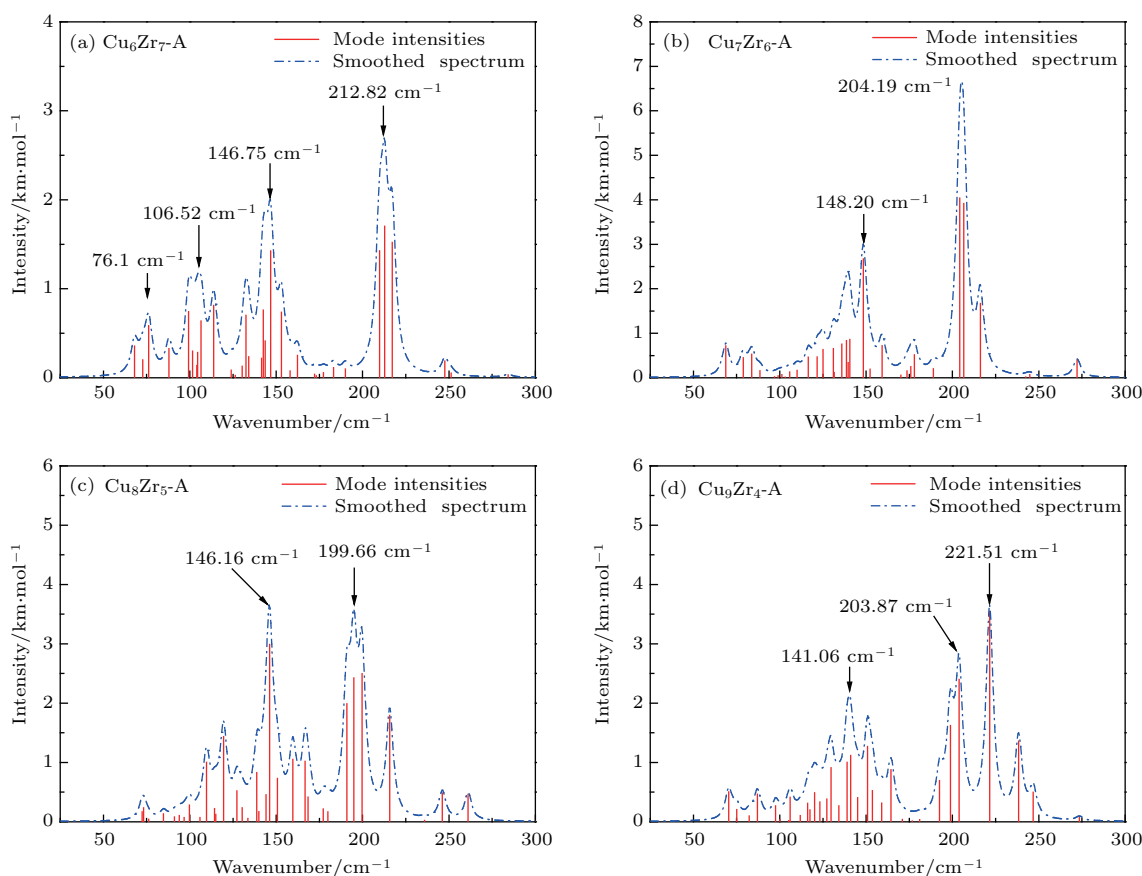 (a) Cu₆Zr₇-A
Mode intensities
Smoothed spectrum
212.82 cm⁻¹
146.75 cm⁻¹
106.52 cm⁻¹
76.1 cm⁻¹
4
3
2
1
0
Intensity/km·mol⁻¹
50 100 150 200 250 300
Wavenumber/cm⁻¹
(b) Cu₇Zr₆-A
Mode intensities
Smoothed spectrum
204.19 cm⁻¹
148.20 cm⁻¹
8
7
6
5
4
3
2
1
0
Intensity/km·mol⁻¹
50 100 150 200 250 300
Wavenumber/cm⁻¹
(c) Cu₈Zr₅-A
Mode intensities
Smoothed spectrum
146.16 cm⁻¹
199.66 cm⁻¹
6
5
4
3
2
1
0
Intensity/km·mol⁻¹
50 100 150 200 250 300
Wavenumber/cm⁻¹
(d) Cu₉Zr₄-A
Mode intensities
Smoothed spectrum
221.51 cm⁻¹
203.87 cm⁻¹
141.06 cm⁻¹
6
5
4
3
2
1
0
Intensity/km·mol⁻¹
50 100 150 200 250 300
Wavenumber/cm⁻¹